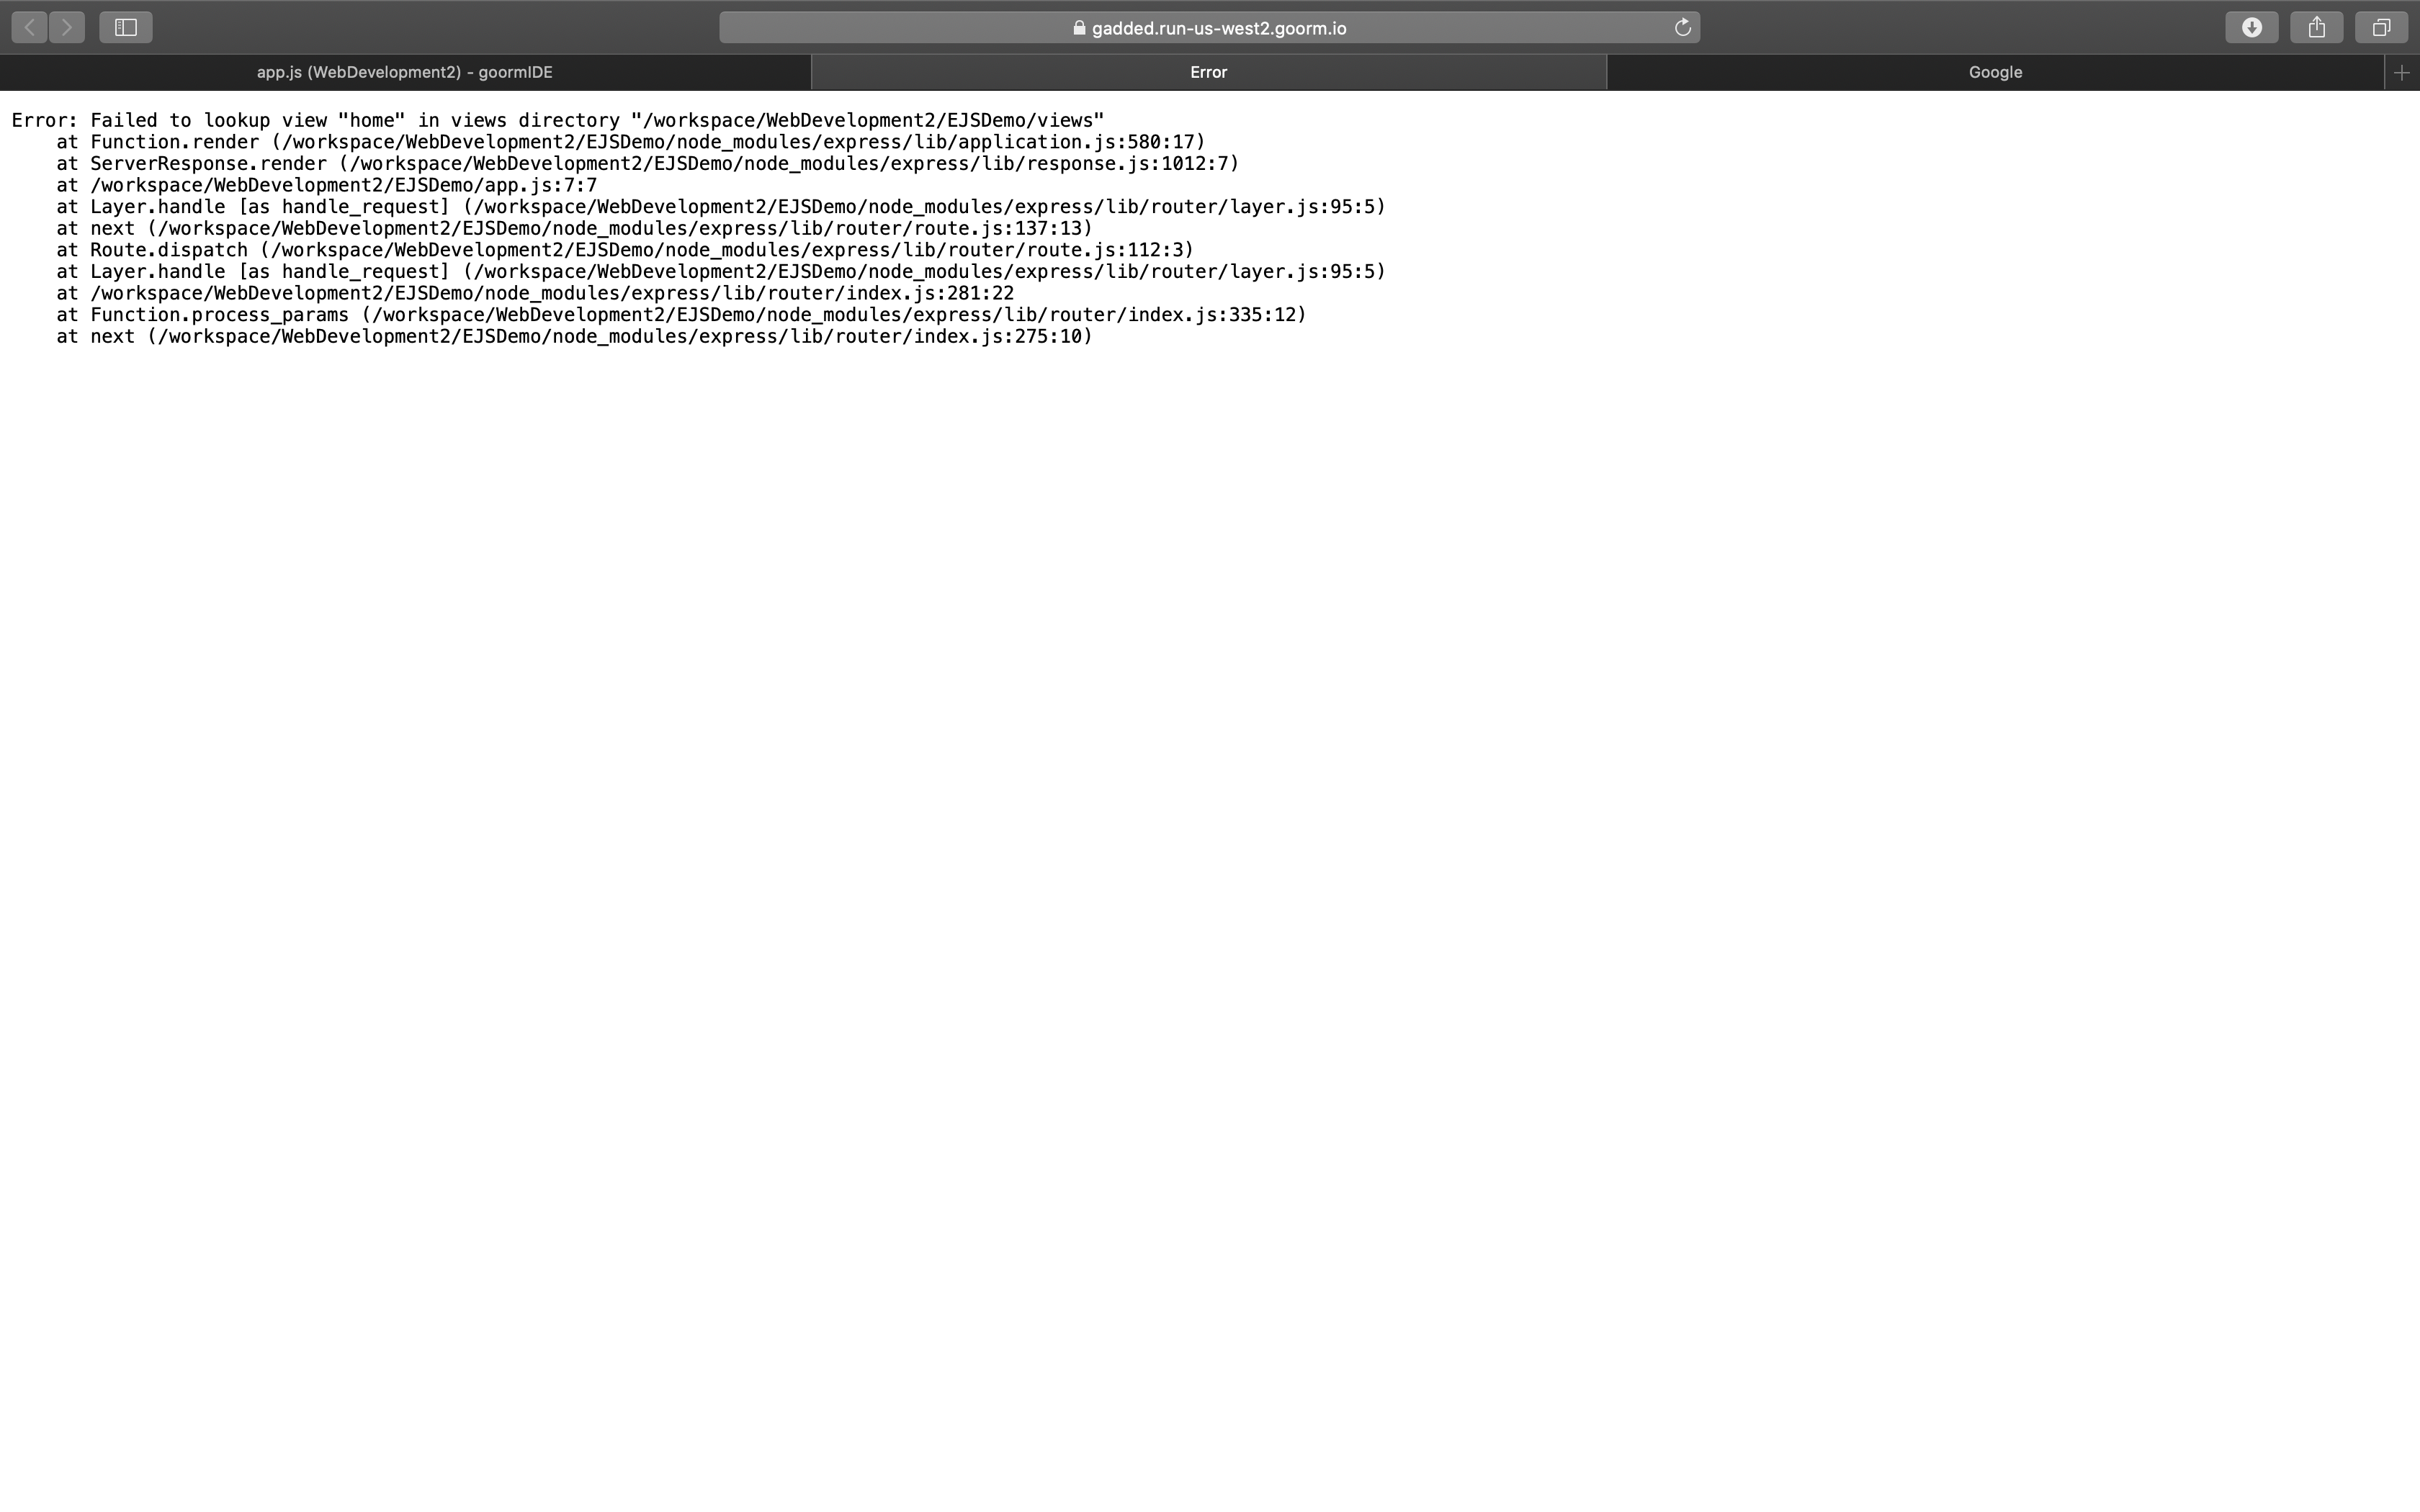 gadded.run-us-west2.goorm.io
app.js (WebDevelopment2) - goormIDE
Error
Google
Error: Failed to lookup view "home" in views directory "/workspace/WebDevelopment2/EJSDemo/views"
    at Function.render (/workspace/WebDevelopment2/EJSDemo/node_modules/express/lib/application.js:580:17)
    at ServerResponse.render (/workspace/WebDevelopment2/EJSDemo/node_modules/express/lib/response.js:1012:7)
    at /workspace/WebDevelopment2/EJSDemo/app.js:7:7
    at Layer.handle [as handle_request] (/workspace/WebDevelopment2/EJSDemo/node_modules/express/lib/router/layer.js:95:5)
    at next (/workspace/WebDevelopment2/EJSDemo/node_modules/express/lib/router/route.js:137:13)
    at Route.dispatch (/workspace/WebDevelopment2/EJSDemo/node_modules/express/lib/router/route.js:112:3)
    at Layer.handle [as handle_request] (/workspace/WebDevelopment2/EJSDemo/node_modules/express/lib/router/layer.js:95:5)
    at /workspace/WebDevelopment2/EJSDemo/node_modules/express/lib/router/index.js:281:22
    at Function.process_params (/workspace/WebDevelopment2/EJSDemo/node_modules/express/lib/router/index.js:335:12)
    at next (/workspace/WebDevelopment2/EJSDemo/node_modules/express/lib/router/index.js:275:10)